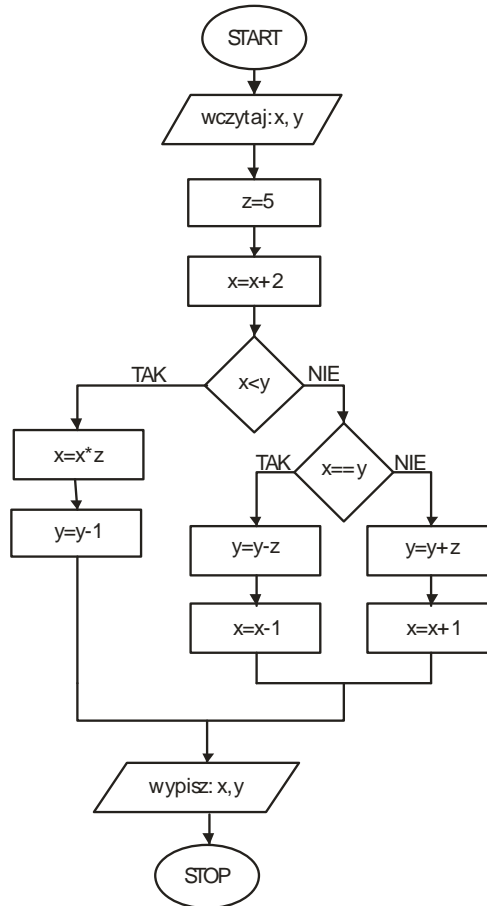 START
wczytaj: x, y
z=5
x=x+2
x<y
TAK
NIE
x=x*z
y=y-1
x==y
TAK
NIE
y=y-z
y=y+z
x=x-1
x=x+1
wypisz: x,y
STOP